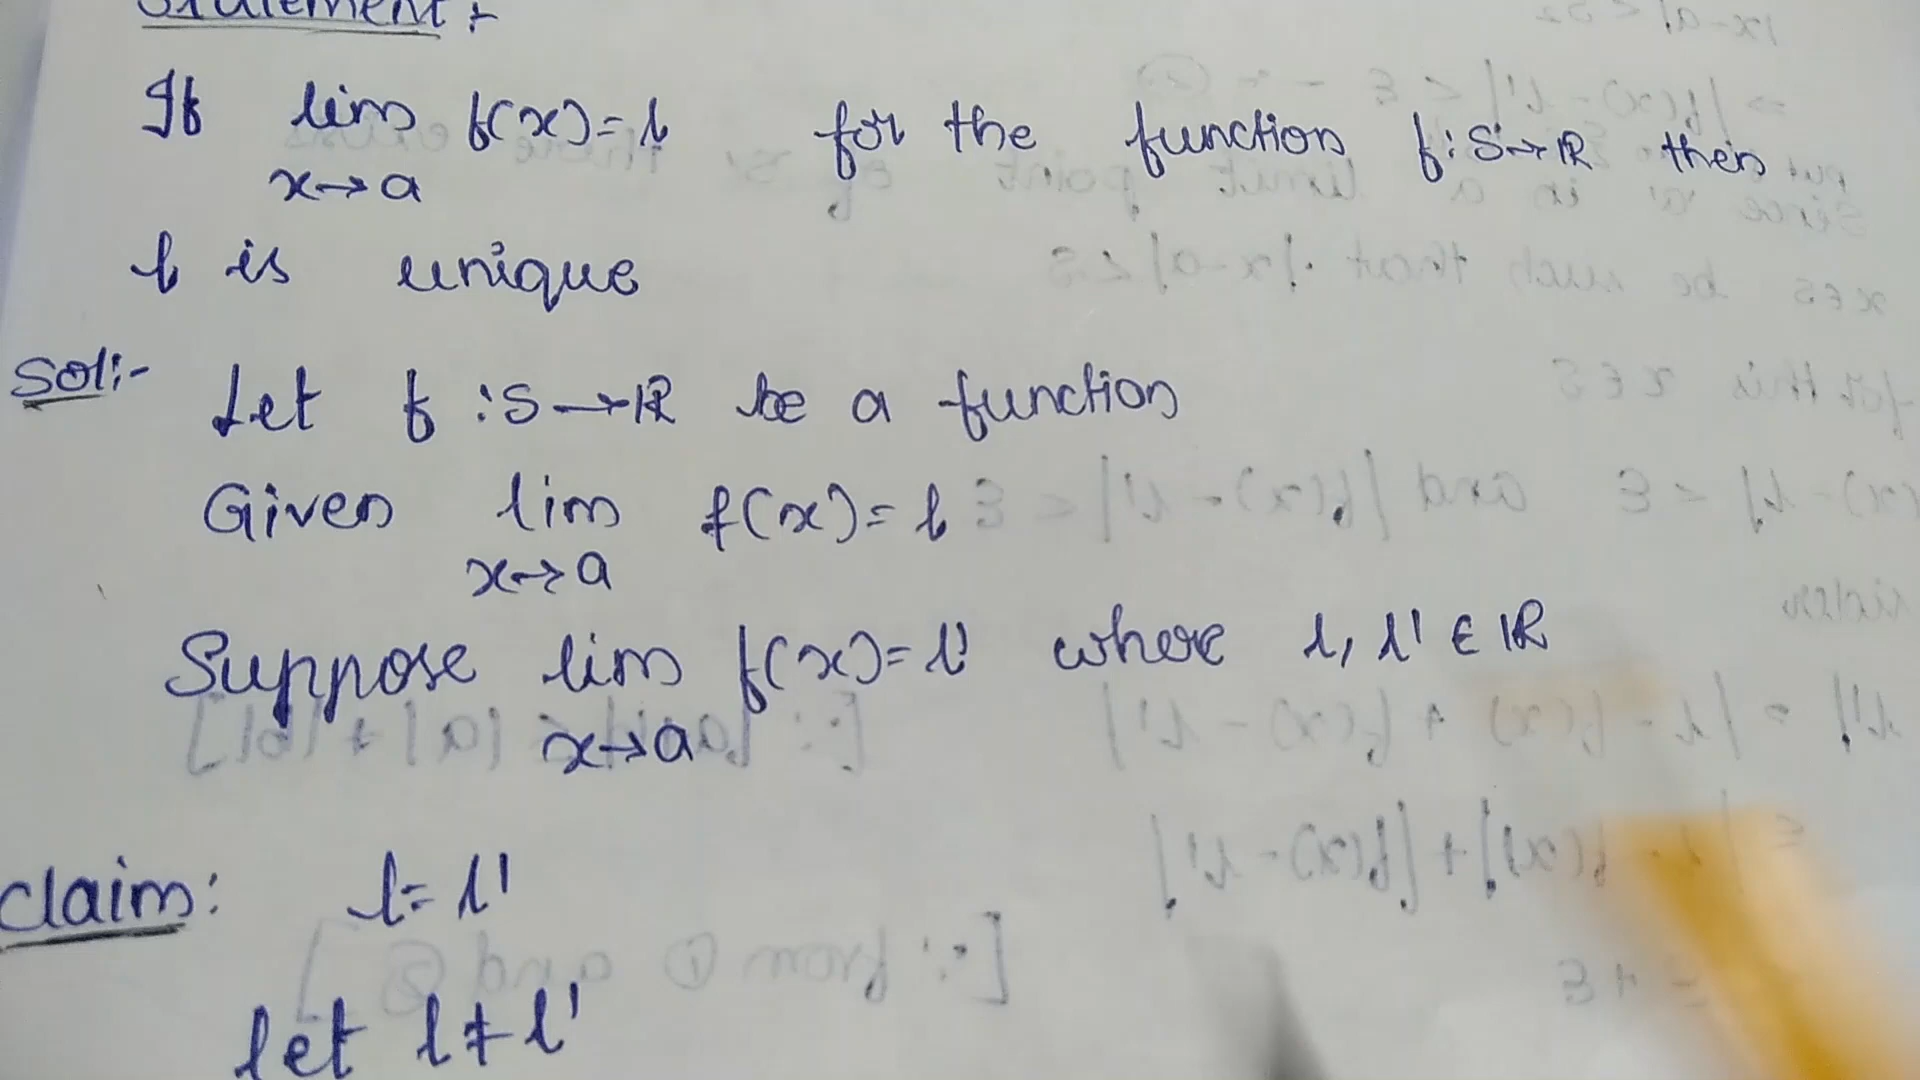 Statement :-
If lim f(x) = l for the function f : S → ℝ then
x → a
l is unique
Sol:- Let f : S → ℝ be a function
Given lim f(x) = l
x → a
Suppose lim f(x) = l' where l, l' ∈ ℝ
x → a
Claim: l = l'
let l ≠ l'